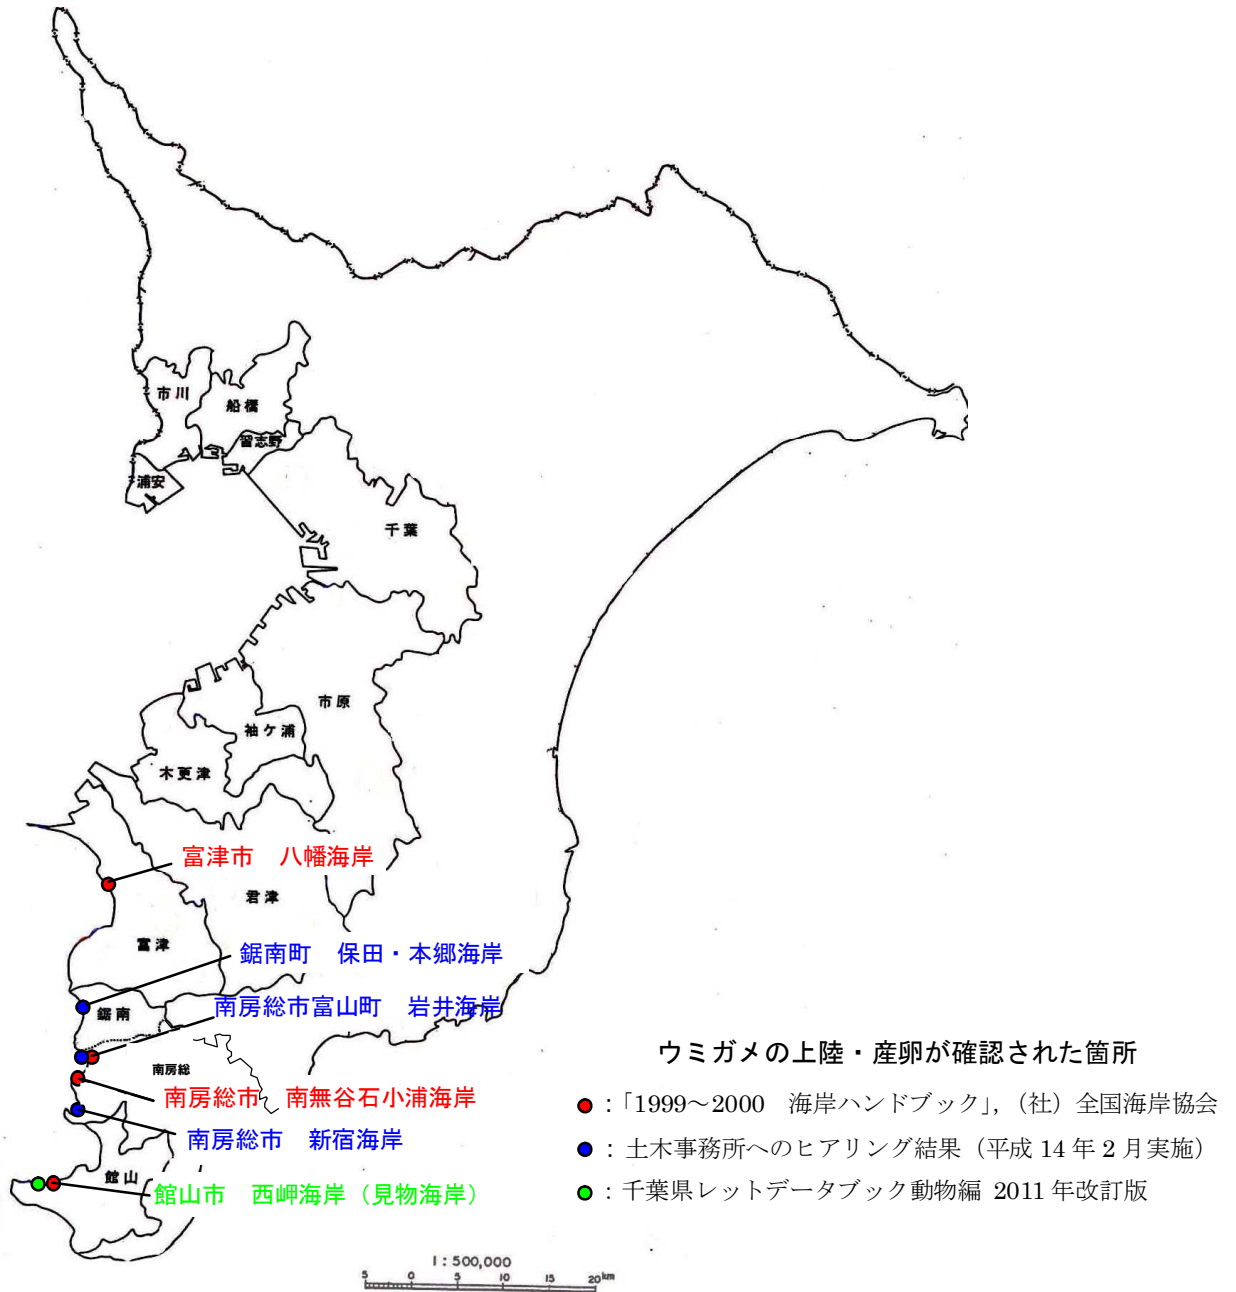 市川
船橋
習志野
浦安
千葉
市原
袖ケ浦
木更津
富津市　八幡海岸
君津
富津
鋸南町　保田・本郷海岸
南房総市富山町　岩井海岸
鋸南
ウミガメの上陸・産卵が確認された箇所
南房総
南房総市　南無谷石小浦海岸
：「1999～2000　海岸ハンドブック」，（社）全国海岸協会
南房総市　新宿海岸
：土木事務所へのヒアリング結果（平成 14 年 2 月実施）
館山
館山市　西岬海岸（見物海岸）
：千葉県レットデータブック動物編 2011 年改訂版
1：500,000
5 0 5 10 15 20km